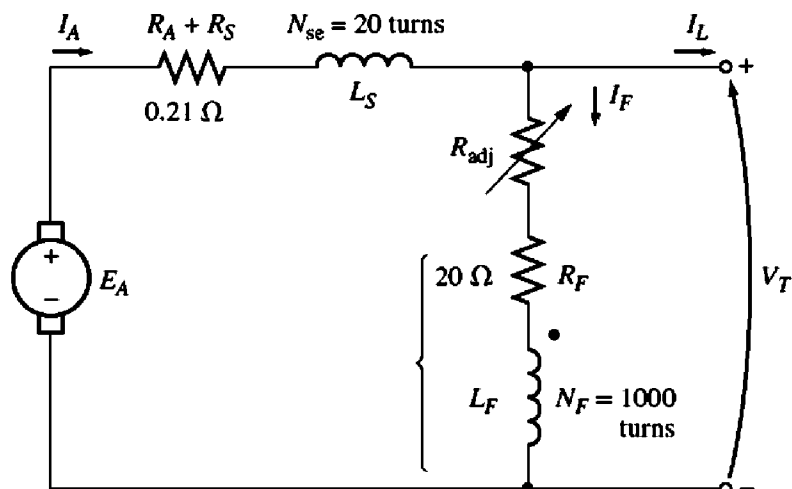 I_A
R_A + R_S
N_se = 20 turns
I_L
+
0.21 Ω
L_S
I_F
R_adj
+
−
E_A
20 Ω
R_F
V_T
L_F
N_F = 1000
turns
−